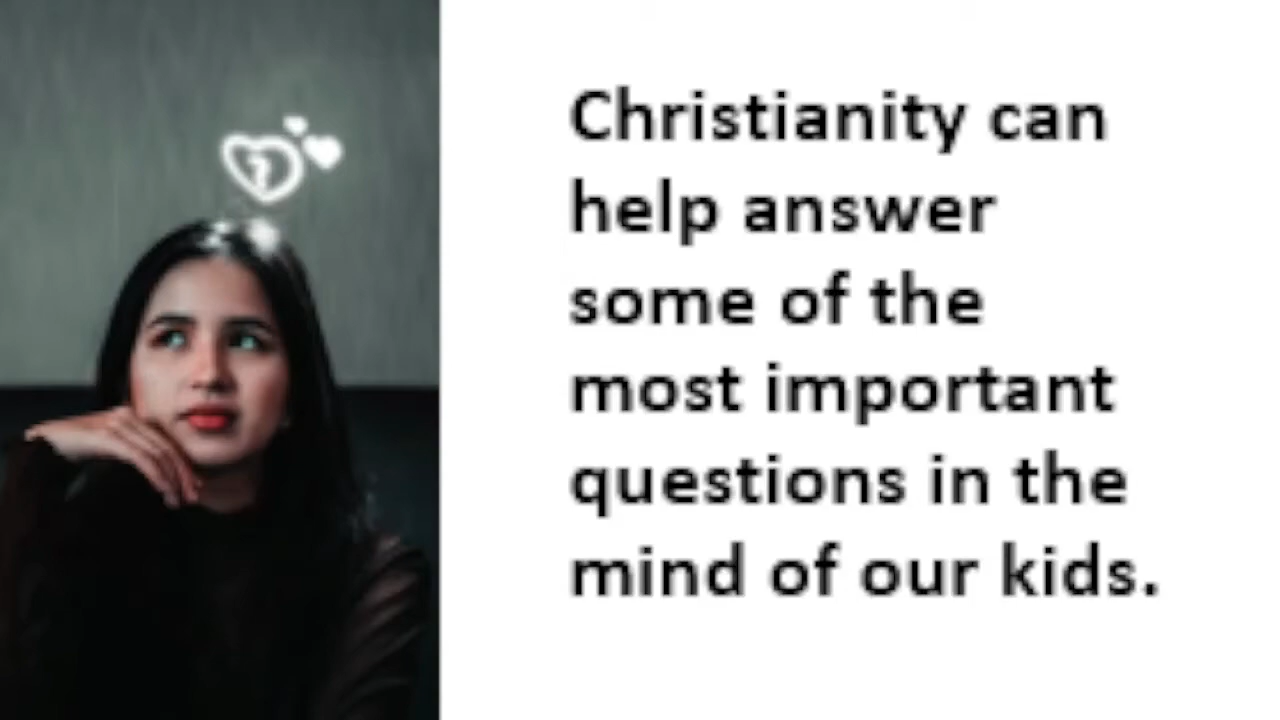 Christianity can
help answer
some of the
most important
questions in the
mind of our kids.